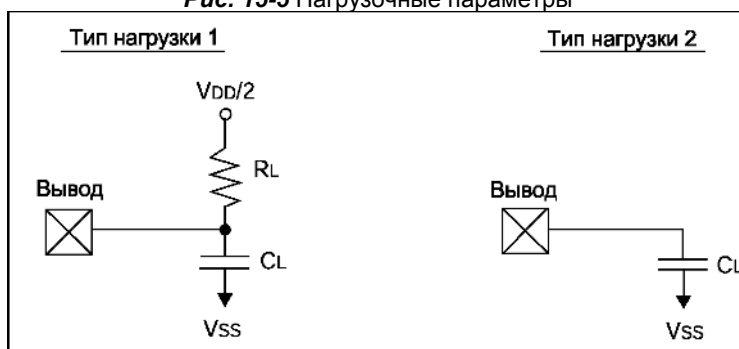 Рис. 15-5 Нагрузочные параметры
Тип нагрузки 1
Тип нагрузки 2
VDD/2
RL
Вывод
Вывод
CL
CL
VSS
VSS